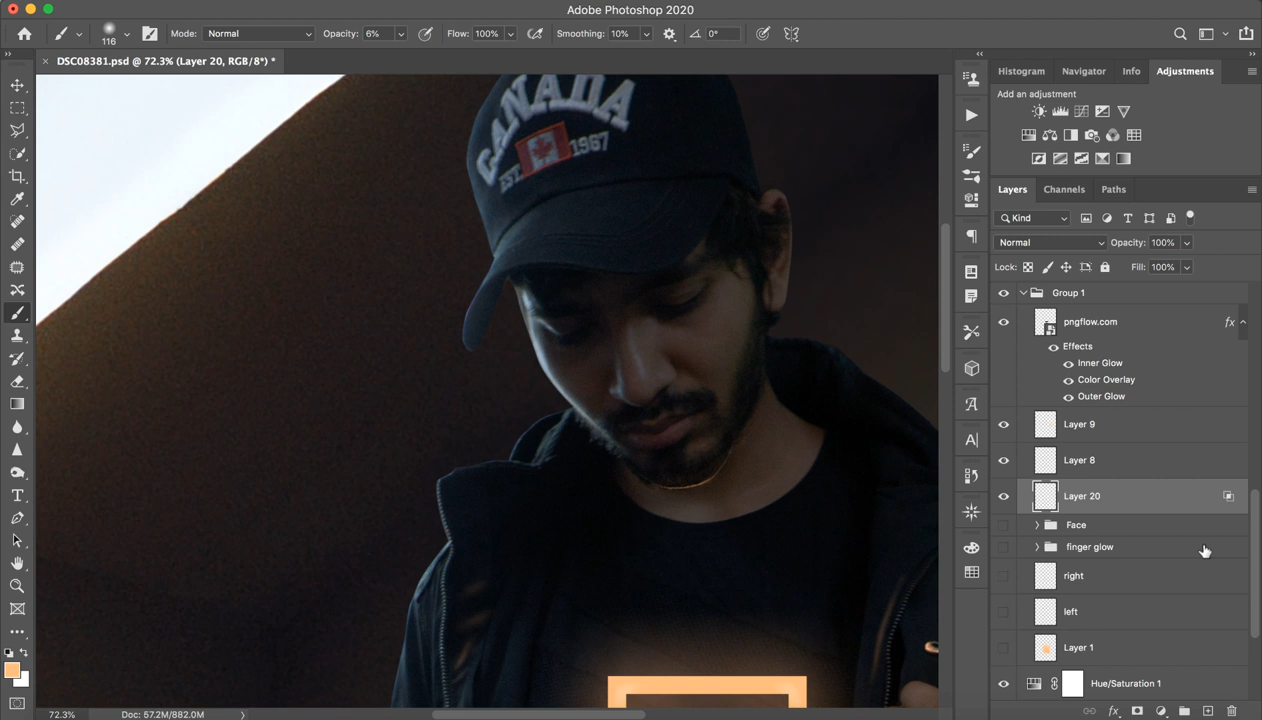 Adobe Photoshop 2020
116
Mode: Normal
Opacity: 6%
Flow: 100%
Smoothing: 10%
0°
DSC08381.psd @ 72.3% (Layer 20, RGB/8*) *
Histogram
Navigator
Info
Adjustments
Add an adjustment
Layers
Channels
Paths
Kind
Normal
Opacity: 100%
Lock:
Fill: 100%
Group 1
pngflow.com
fx
Effects
Inner Glow
Color Overlay
Outer Glow
Layer 9
Layer 8
Layer 20
Face
finger glow
right
left
Layer 1
Hue/Saturation 1
fx
CANADA
EST. 1967
72.3%
Doc: 57.2M/882.0M